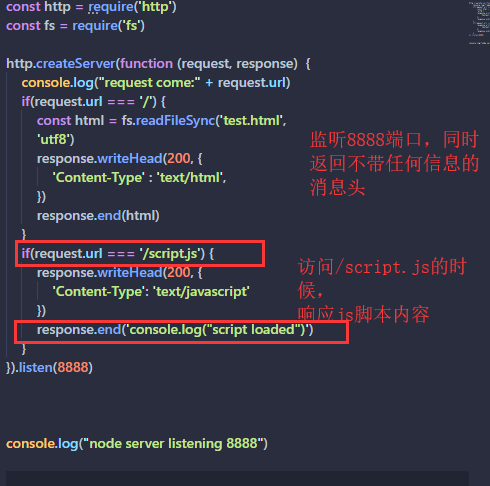 const http = require('http')
const fs = require('fs')
http.createServer(function (request, response) {
console.log("request come:" + request.url)
if(request.url === '/') {
const html = fs.readFileSync('test.html',
'utf8')
response.writeHead(200, {
'Content-Type' : 'text/html',
})
response.end(html)
}
监听8888端口，同时
返回不带任何信息的
消息头
if(request.url === '/script.js') {
response.writeHead(200, {
'Content-Type': 'text/javascript'
})
response.end('console.log("script loaded")')
}
访问/script.js的时
候，
响应js脚本内容
}).listen(8888)
console.log("node server listening 8888")